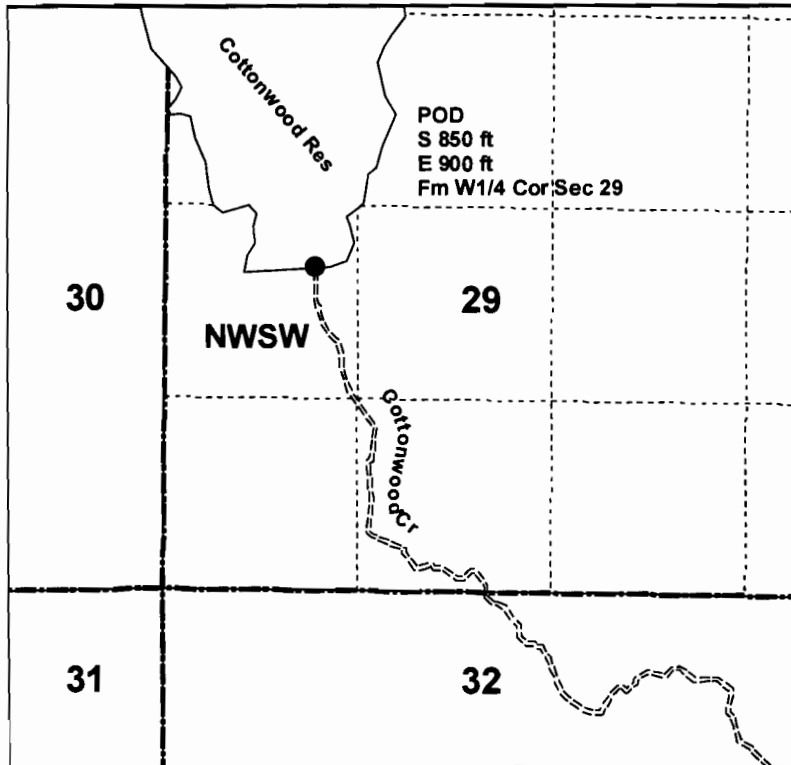 Cottonwood Res
POD
S 850 ft
E 900 ft
Fm W1/4 Cor Sec 29
30
29
NWSW
Cottonwood Cr
31
32